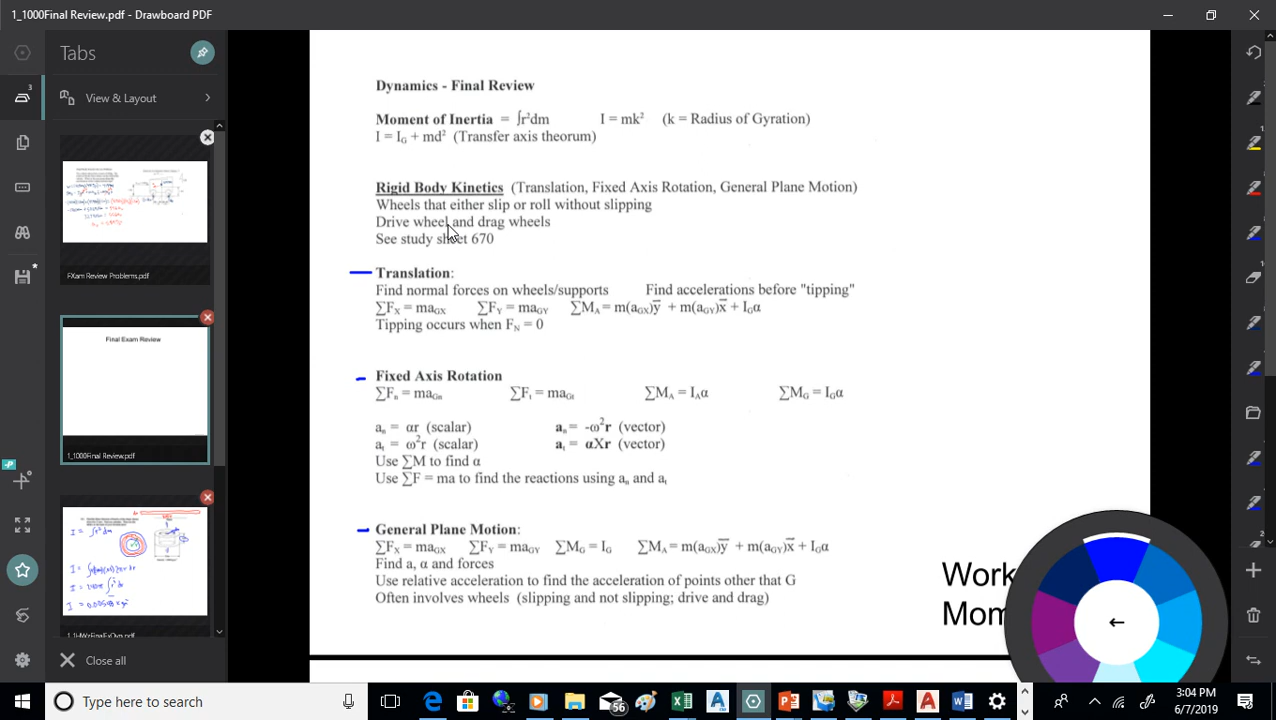 1_1000Final Review.pdf - Drawboard PDF
Tabs
View & Layout
FXam Review Problems.pdf
Final Exam Review
1_1000Final Review.pdf
I = ∫r²dm
1_1HWzFinalExDyn.pdf
Close all
Dynamics - Final Review
Moment of Inertia = ∫r²dm I = mk² (k = Radius of Gyration)
I = I_G + md² (Transfer axis theorum)
Rigid Body Kinetics (Translation, Fixed Axis Rotation, General Plane Motion)
Wheels that either slip or roll without slipping
Drive wheel and drag wheels
See study sheet 670
Translation:
Find normal forces on wheels/supports Find accelerations before "tipping"
∑F_X = ma_GX ∑F_Y = ma_GY ∑M_A = m(a_GX)y̅ + m(a_GY)x̅ + I_Gα
Tipping occurs when F_N = 0
Fixed Axis Rotation
∑F_n = ma_Gn ∑F_t = ma_Gt ∑M_A = I_Aα ∑M_G = I_Gα
a_n = αr (scalar) a_n = -ω²r (vector)
a_t = ω²r (scalar) a_t = αXr (vector)
Use ∑M to find α
Use ∑F = ma to find the reactions using a_n and a_t
General Plane Motion:
∑F_X = ma_GX ∑F_Y = ma_GY ∑M_G = I_G ∑M_A = m(a_GX)y̅ + m(a_GY)x̅ + I_Gα
Find a, α and forces
Use relative acceleration to find the acceleration of points other that G
Often involves wheels (slipping and not slipping; drive and drag)
Work
Mom
Type here to search
56
3:04 PM
6/7/2019